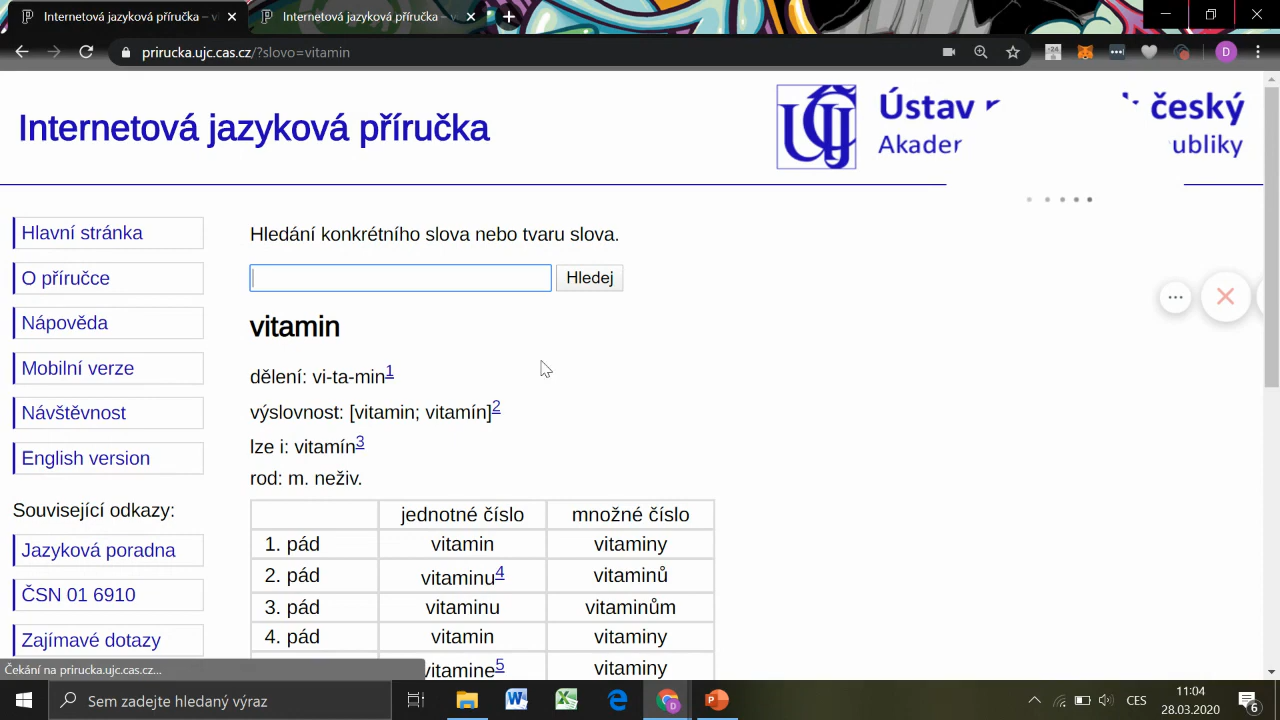 Internetová jazyková příručka – v
Internetová jazyková příručka – v
prirucka.ujc.cas.cz/?slovo=vitamin
-24
D
Internetová jazyková příručka
ÚČJ
Ústav český
Hlavní stránka
O příručce
Nápověda
Mobilní verze
Návštěvnost
English version
Související odkazy:
Jazyková poradna
ČSN 01 6910
Zajímavé dotazy
Hledání konkrétního slova nebo tvaru slova.
Hledej
vitamin
dělení: vi-ta-min1
výslovnost: [vitamin; vitamín]2
lze i: vitamín3
rod: m. neživ.
jednotné číslo množné číslo
1. pád vitamin vitaminy
2. pád vitaminu4 vitaminů
3. pád vitaminu vitaminům
4. pád vitamin vitaminy
vitamine5 vitaminy
Čekání na prirucka.ujc.cas.cz...
Sem zadejte hledaný výraz
CES
11:04
28.03.2020
6